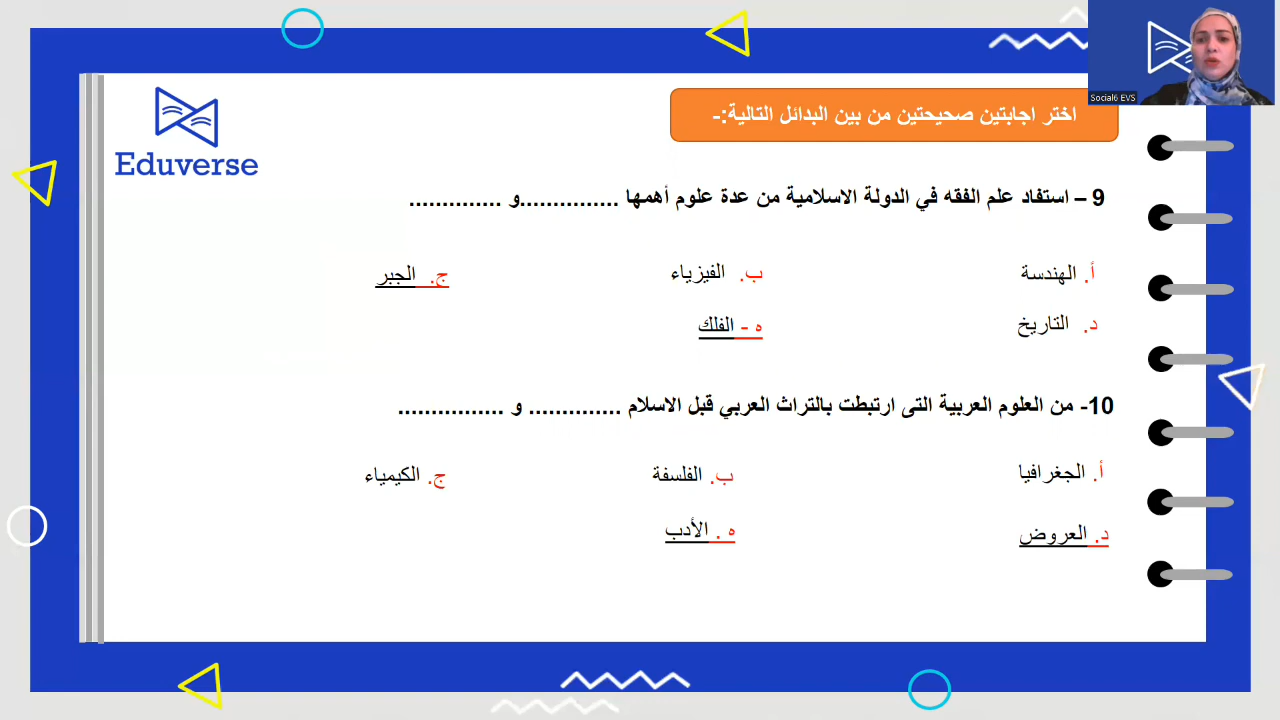 Social6 EVS
Eduverse
اختر اجابتين صحيحتين من بين البدائل التالية:-
9 – استفاد علم الفقه في الدولة الاسلامية من عدة علوم أهمها ...............و ..............
أ. الهندسة ب. الفيزياء ج. الجبر
د. التاريخ ه - الفلك
10- من العلوم العربية التى ارتبطت بالتراث العربي قبل الاسلام .............. و ................
أ. الجغرافيا ب. الفلسفة ج. الكيمياء
د. العروض ه . الأدب